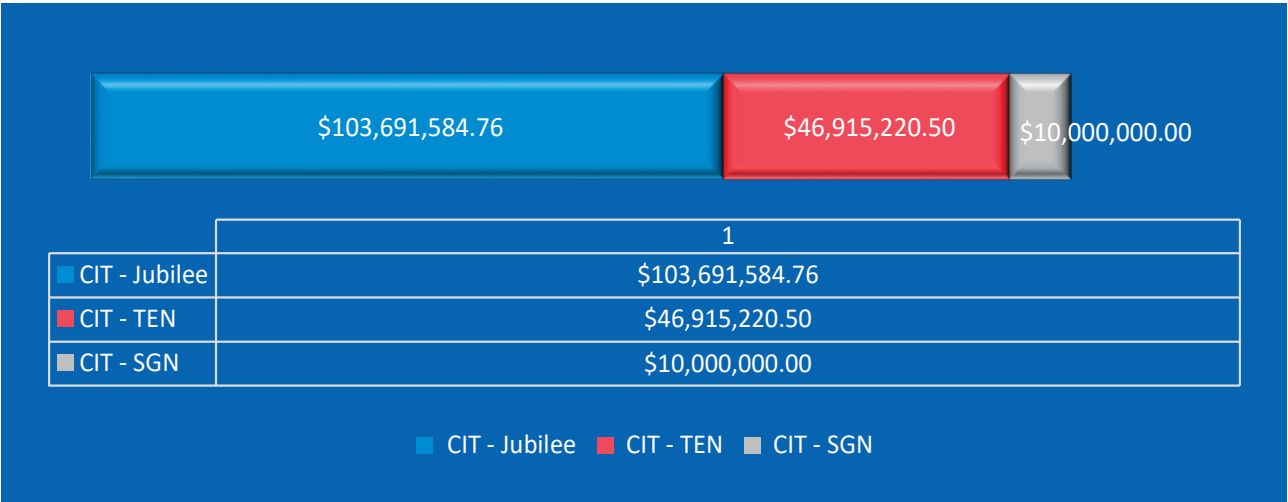 $103,691,584.76 $46,915,220.50 $10,000,000.00
1
CIT - Jubilee $103,691,584.76
CIT - TEN $46,915,220.50
CIT - SGN $10,000,000.00
CIT - Jubilee CIT - TEN CIT - SGN